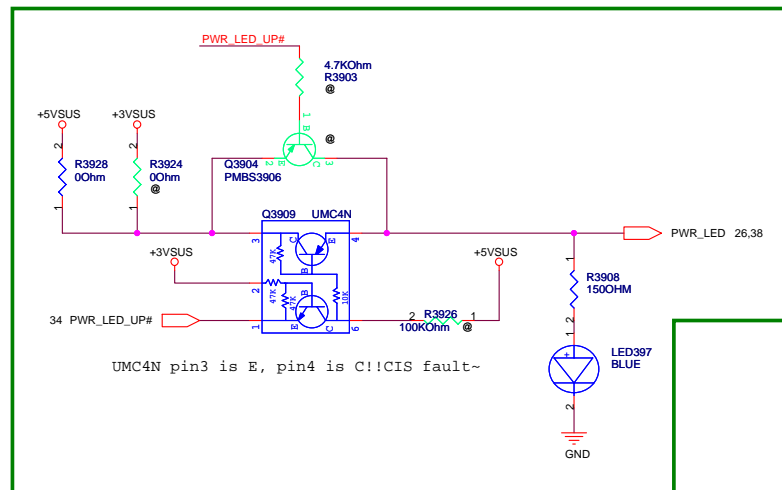 PWR_LED_UP#
4.7KOhm
R3903
@
1
B
@
+5VSUS
+3VSUS
2
R3928
0Ohm
1
2
R3924
0Ohm
@
1
2
E
C
3
Q3904
PMBS3906
Q3909 UMC4N
3
C
E
4
47K
B
+3VSUS
2
47K
47K
B
10K
+5VSUS
34 PWR_LED_UP#
1
E
C
6
2
R3926
1
100KOhm
@
PWR_LED 26,38
1
R3908
150OHM
2
1
+
LED397
BLUE
2
GND
UMC4N pin3 is E, pin4 is C!!CIS fault~